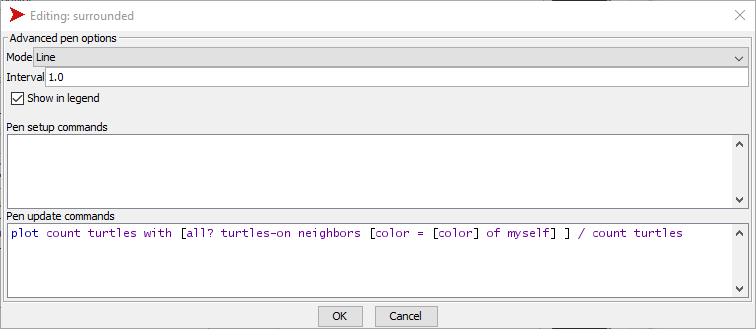 Editing: surrounded
Advanced pen options
Mode Line
Interval 1.0
Show in legend
Pen setup commands
Pen update commands
plot count turtles with [all? turtles-on neighbors [color = [color] of myself] ] / count turtles
OK Cancel